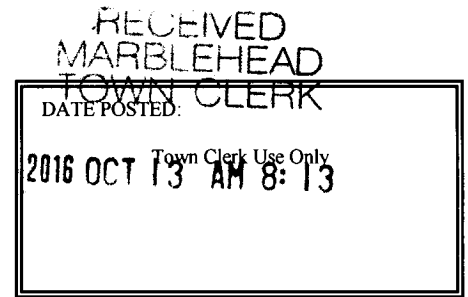 RECEIVED
MARBLEHEAD
TOWN CLERK
DATE POSTED:
Town Clerk Use Only
2016 OCT 13 AM 8: 13